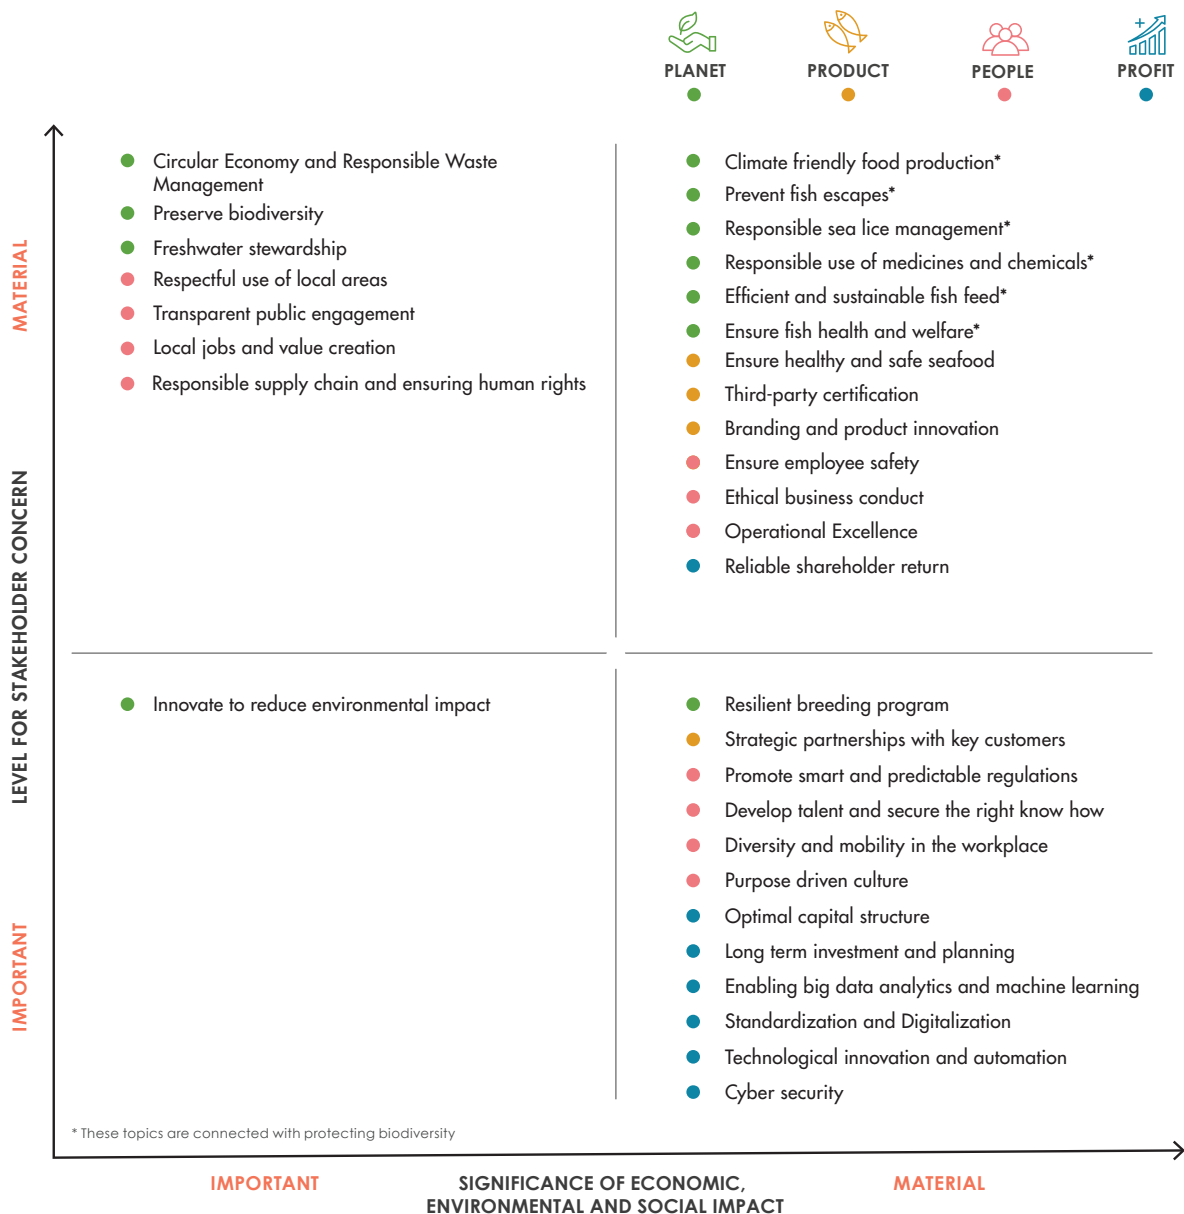 PLANET
PRODUCT
PEOPLE
PROFIT
MATERIAL
LEVEL FOR STAKEHOLDER CONCERN
IMPORTANT
Circular Economy and Responsible Waste
Management
Preserve biodiversity
Freshwater stewardship
Respectful use of local areas
Transparent public engagement
Local jobs and value creation
Responsible supply chain and ensuring human rights
Climate friendly food production*
Prevent fish escapes*
Responsible sea lice management*
Responsible use of medicines and chemicals*
Efficient and sustainable fish feed*
Ensure fish health and welfare*
Ensure healthy and safe seafood
Third-party certification
Branding and product innovation
Ensure employee safety
Ethical business conduct
Operational Excellence
Reliable shareholder return
Innovate to reduce environmental impact
Resilient breeding program
Strategic partnerships with key customers
Promote smart and predictable regulations
Develop talent and secure the right know how
Diversity and mobility in the workplace
Purpose driven culture
Optimal capital structure
Long term investment and planning
Enabling big data analytics and machine learning
Standardization and Digitalization
Technological innovation and automation
Cyber security
* These topics are connected with protecting biodiversity
IMPORTANT
SIGNIFICANCE OF ECONOMIC,
ENVIRONMENTAL AND SOCIAL IMPACT
MATERIAL